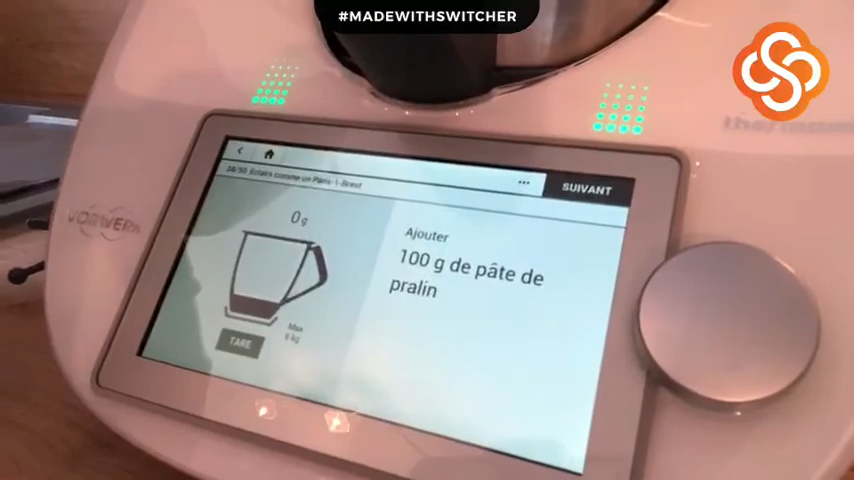 #MADEWITHSWITCHER
thermomix
VORWERK
38/50 Eclairs comme un Paris-Brest
SUIVANT
0 g
Ajouter
100 g de pâte de
pralin
Max
6 kg
TARE